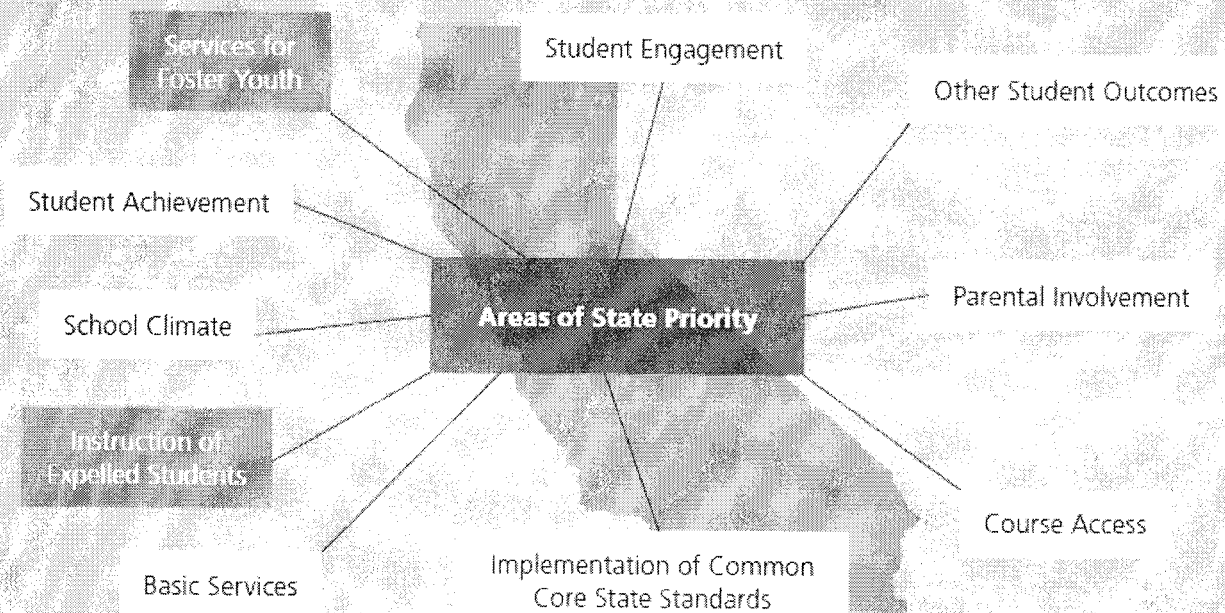 Services for
Foster Youth
Student Engagement
Other Student Outcomes
Student Achievement
School Climate
Areas of State Priority
Parental Involvement
Instruction of
Expelled Students
Course Access
Basic Services
Implementation of Common
Core State Standards